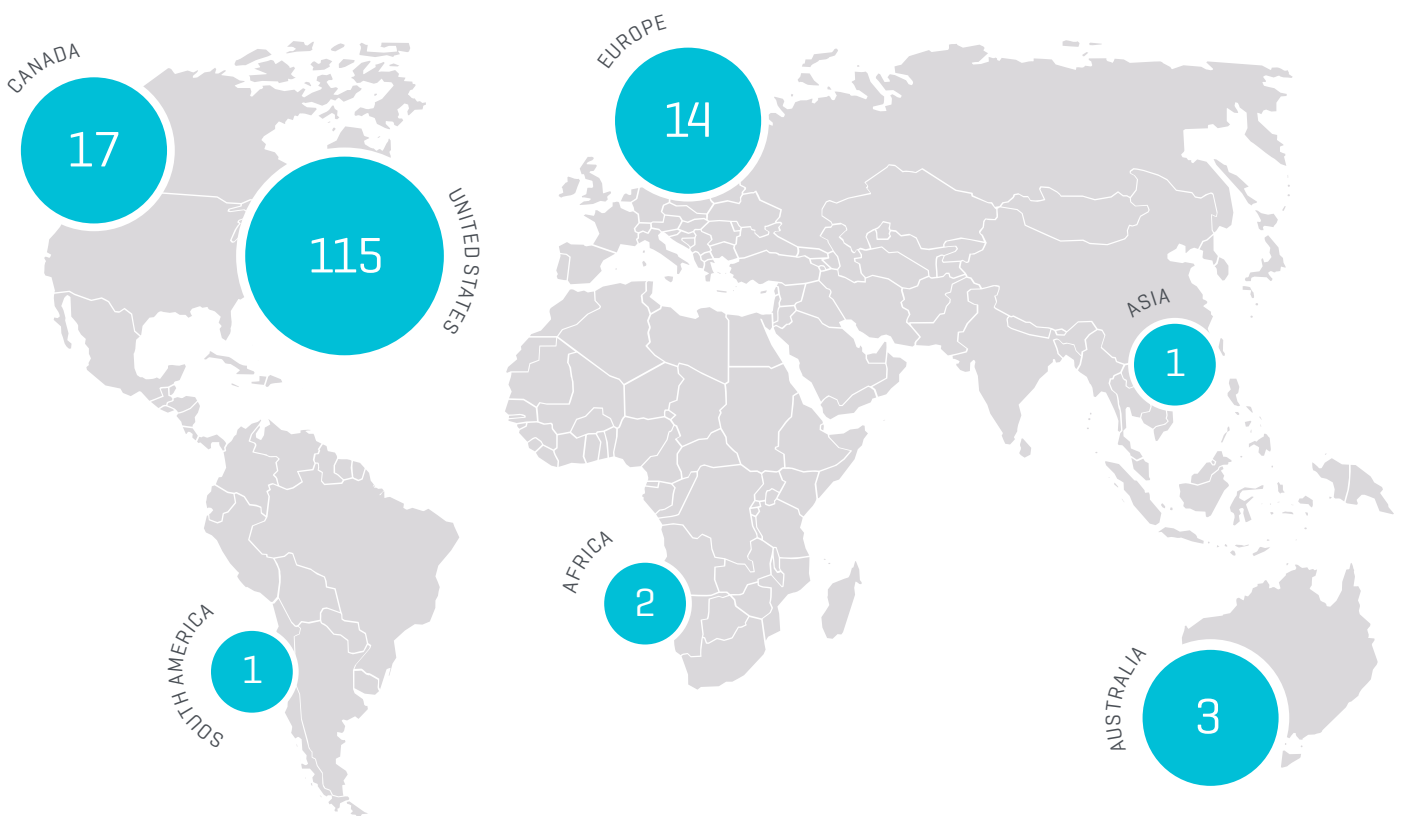 CANADA
17
UNITED STATES
115
EUROPE
14
ASIA
1
AFRICA
2
SOUTH AMERICA
1
AUSTRALIA
3